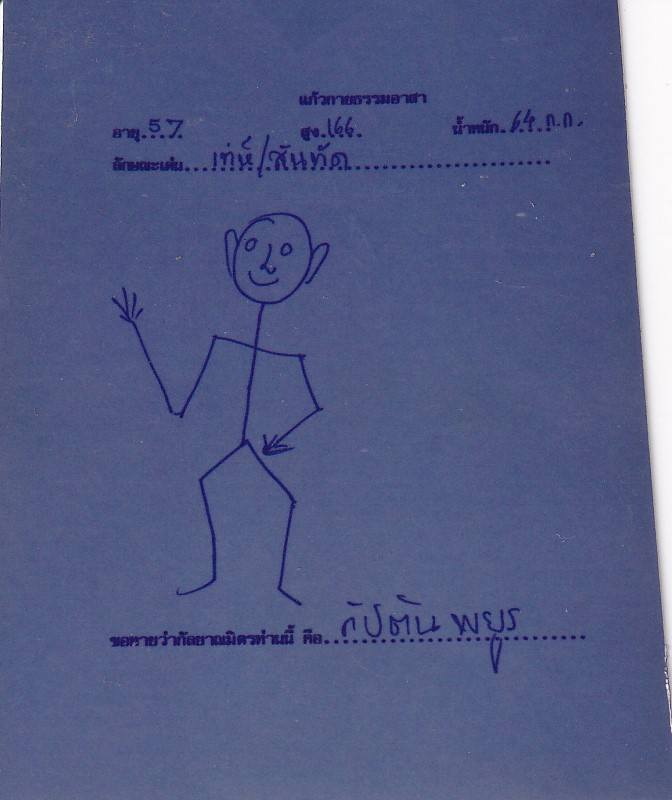 แก้วกายธรรมอาสา
อายุ.5.7. สูง.166. น้ำหนัก.64.ก.ก.
ลักษณะเด่น...เท่ห์/สันทัด
ขอทายว่ากัลยาณมิตรท่านนี้ คือ..กัปตัน พยูร